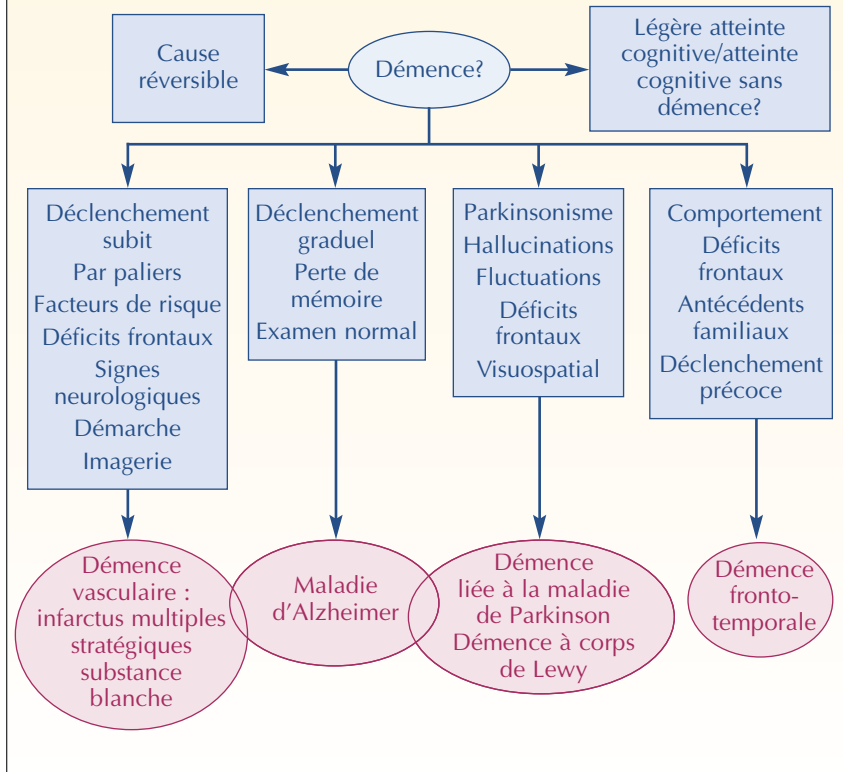 Cause
réversible
Démence?
Légère atteinte
cognitive/atteinte
cognitive sans
démence?
Déclenchement
subit
Par paliers
Facteurs de risque
Déficits frontaux
Signes
neurologiques
Démarche
Imagerie
Déclenchement
graduel
Perte de
mémoire
Examen normal
Parkinsonisme
Hallucinations
Fluctuations
Déficits
frontaux
Visuospatial
Comportement
Déficits
frontaux
Antécédents
familiaux
Déclenchement
précoce
Démence
vasculaire :
infarctus multiples
stratégiques
substance
blanche
Maladie
d'Alzheimer
Démence
liée à la maladie
de Parkinson
Démence à corps
de Lewy
Démence
fronto-
temporale